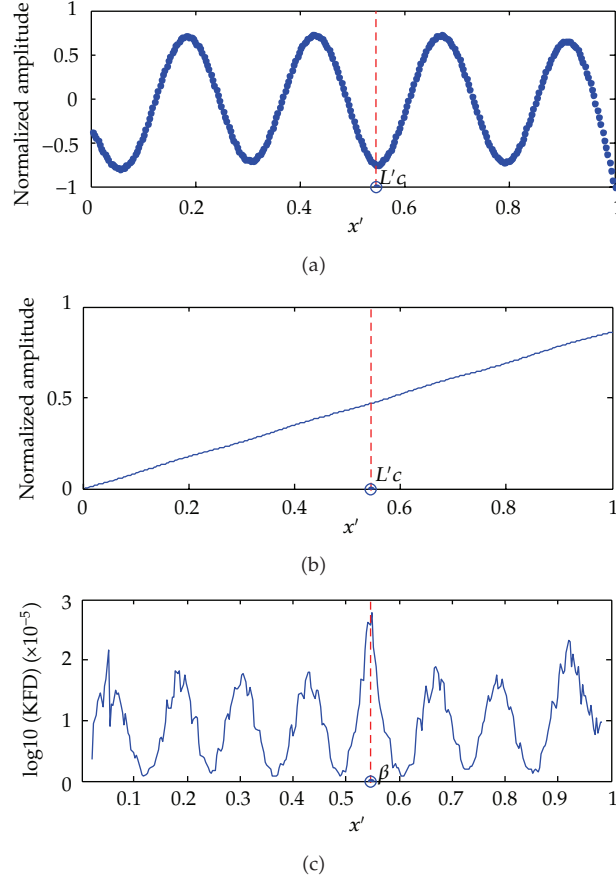 1
0.5
0
−0.5
−1
Normalized amplitude
L′c
0 0.2 0.4 0.6 0.8 1
x′
(a)
1
0.5
0
Normalized amplitude
L′c
0 0.2 0.4 0.6 0.8 1
x′
(b)
3
2
1
0
log10 (KFD) (×10⁻⁵)
β
0.1 0.2 0.3 0.4 0.5 0.6 0.7 0.8 0.9 1
x′
(c)